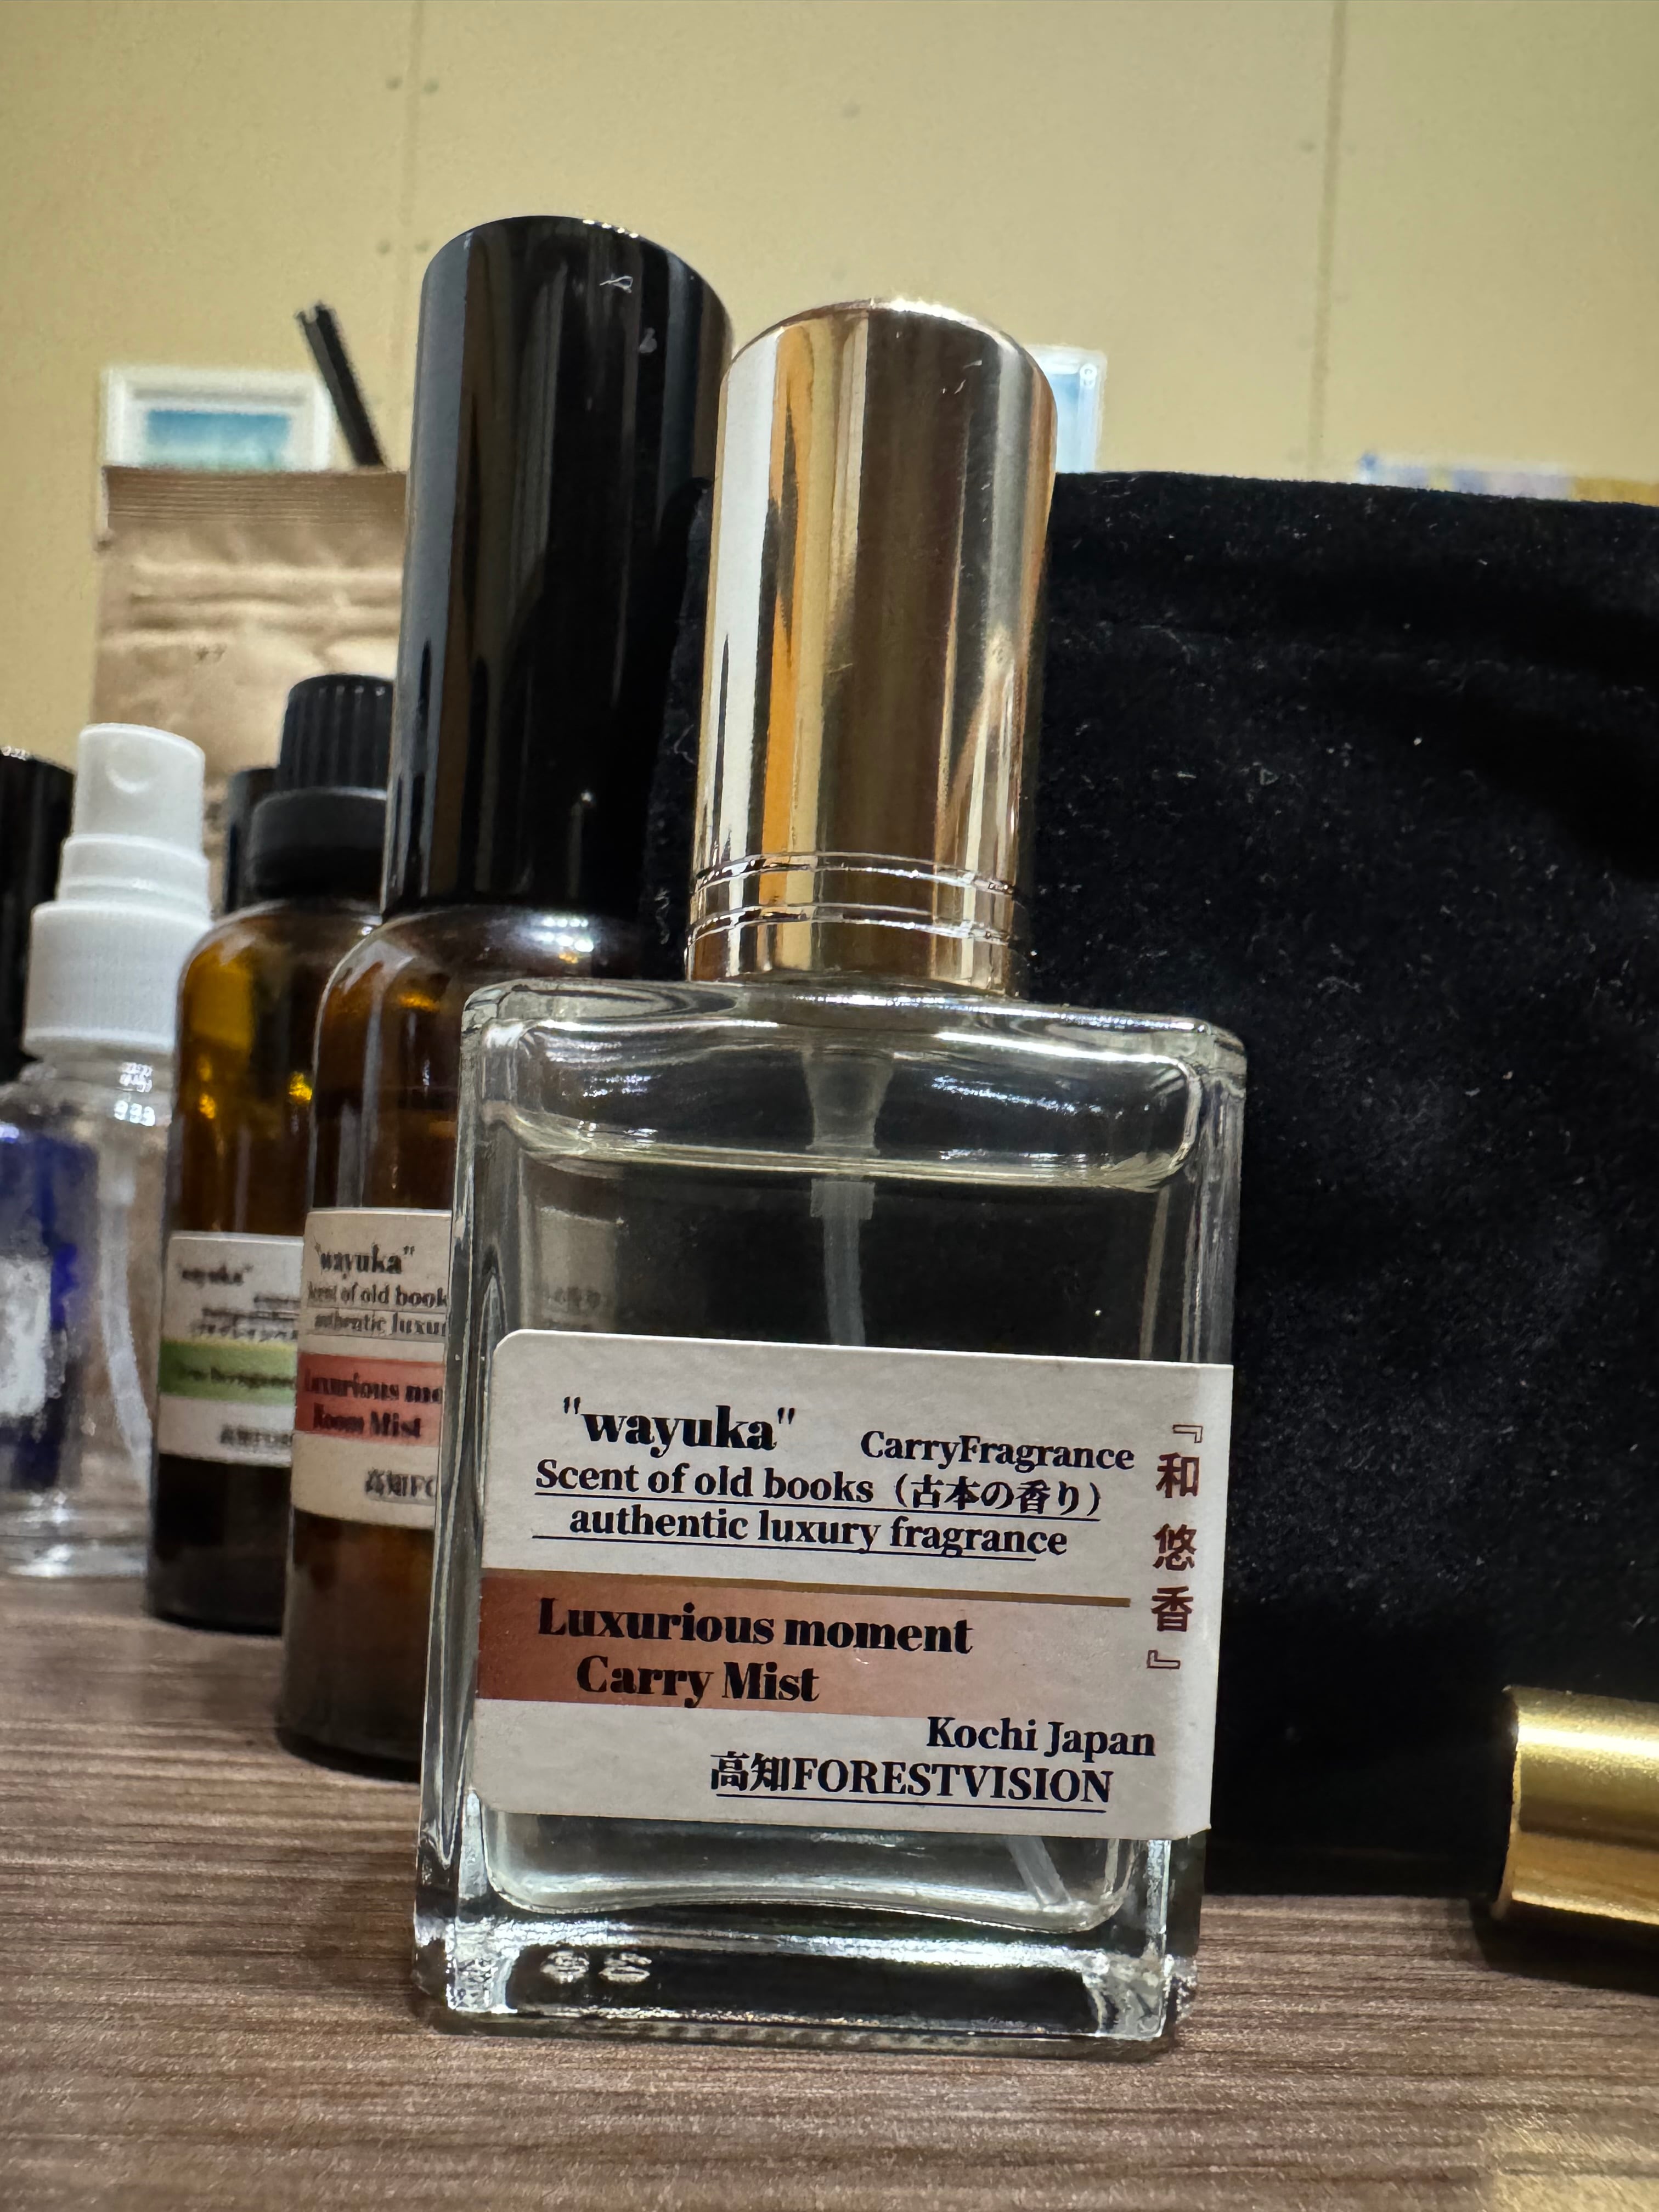 "wayuka"
CarryFragrance
Scent of old books（古本の香り）
authentic luxury fragrance
『和悠香』
Luxurious moment
Carry Mist
Kochi Japan
高知FORESTVISION
"wayuka"
Scent of old book
authentic luxur
Luxurious mo
Room Mist
高知FO
"wayuka"